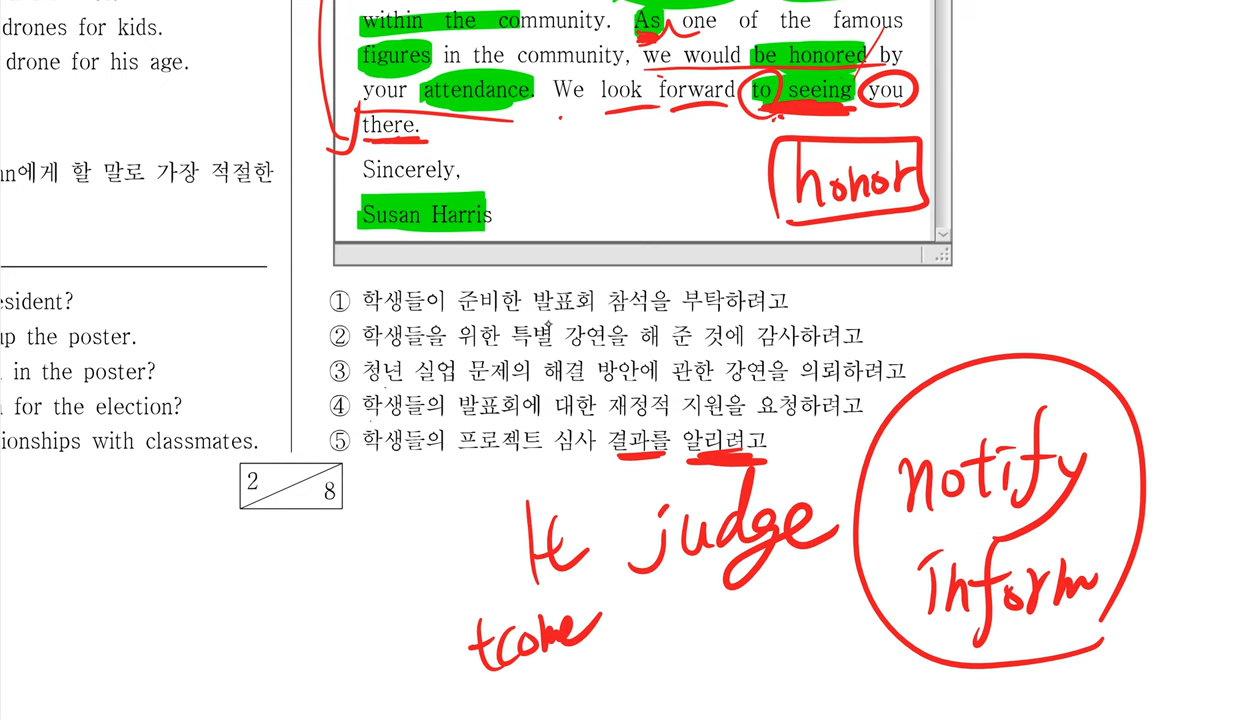 drones for kids.
drone for his age.
nn에게 할 말로 가장 적절한
esident?
up the poster.
in the poster?
for the election?
ionships with classmates.
2
8
within the community. As one of the famous
figures in the community, we would be honored by
your attendance. We look forward to seeing you
there.
Sincerely,
honor
Susan Harris
① 학생들이 준비한 발표회 참석을 부탁하려고
② 학생들을 위한 특별 강연을 해 준 것에 감사하려고
③ 청년 실업 문제의 해결 방안에 관한 강연을 의뢰하려고
④ 학생들의 발표회에 대한 재정적 지원을 요청하려고
⑤ 학생들의 프로젝트 심사 결과를 알리려고
judge
notify
inform